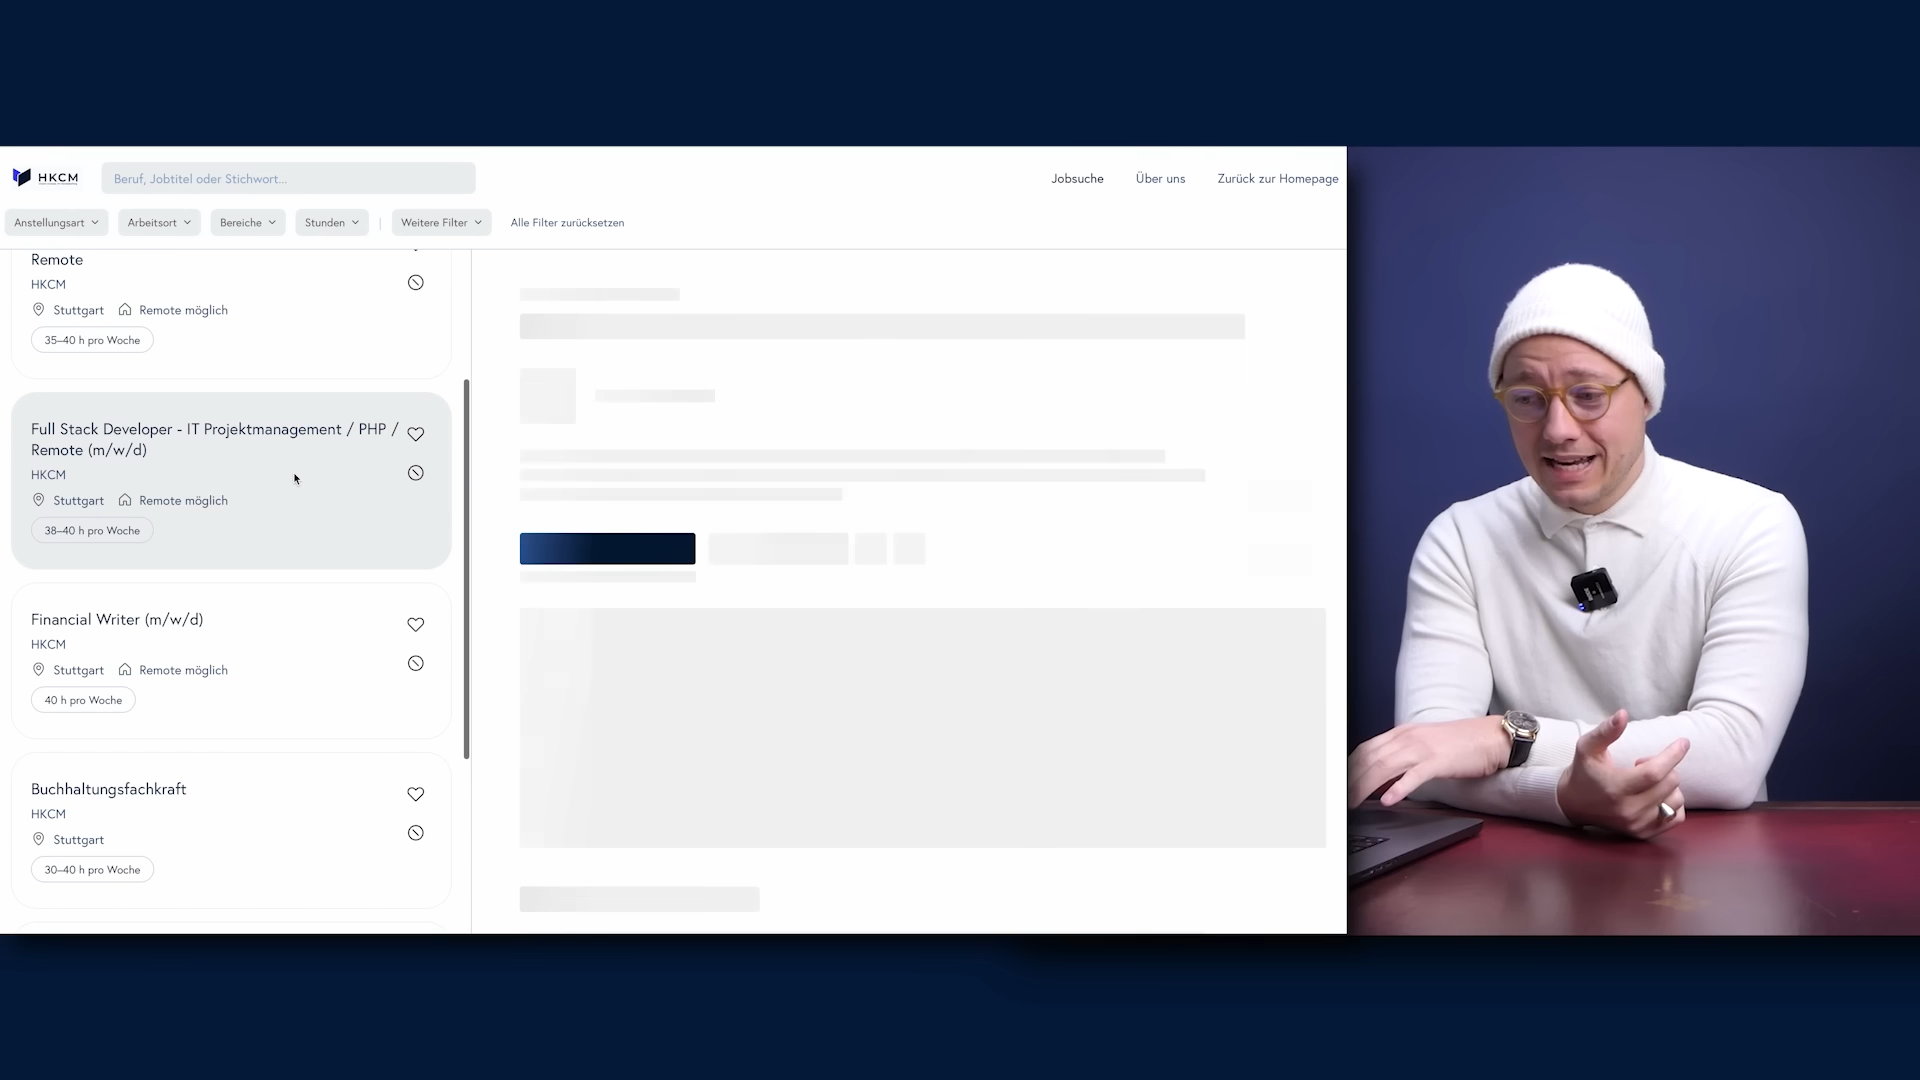 HKCM
Beruf, Jobtitel oder Stichwort...
Jobsuche
Über uns
Zurück zur Homepage
Anstellungsart
Arbeitsort
Bereiche
Stunden
Weitere Filter
Alle Filter zurücksetzen
Remote
HKCM
Stuttgart Remote möglich
35–40 h pro Woche
Full Stack Developer - IT Projektmanagement / PHP /
Remote (m/w/d)
HKCM
Stuttgart Remote möglich
38–40 h pro Woche
Financial Writer (m/w/d)
HKCM
Stuttgart Remote möglich
40 h pro Woche
Buchhaltungsfachkraft
HKCM
Stuttgart
30–40 h pro Woche